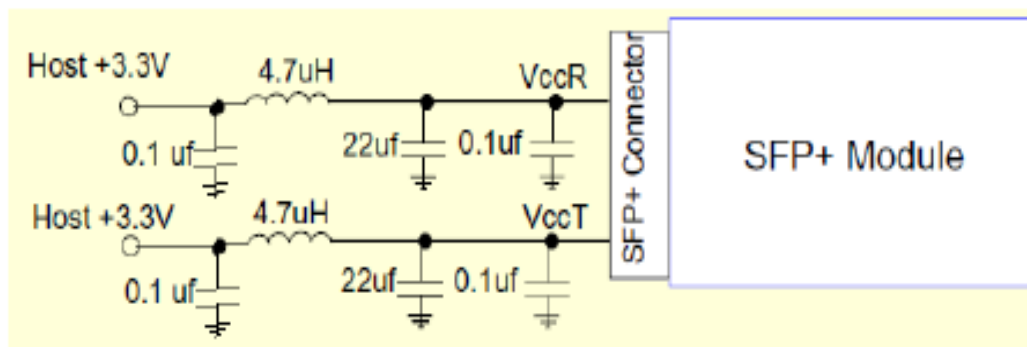 Host +3.3V
4.7uH
VccR
0.1 uf
22uf
0.1uf
Host +3.3V
4.7uH
VccT
0.1 uf
22uf
0.1uf
SFP+ Connector
SFP+ Module